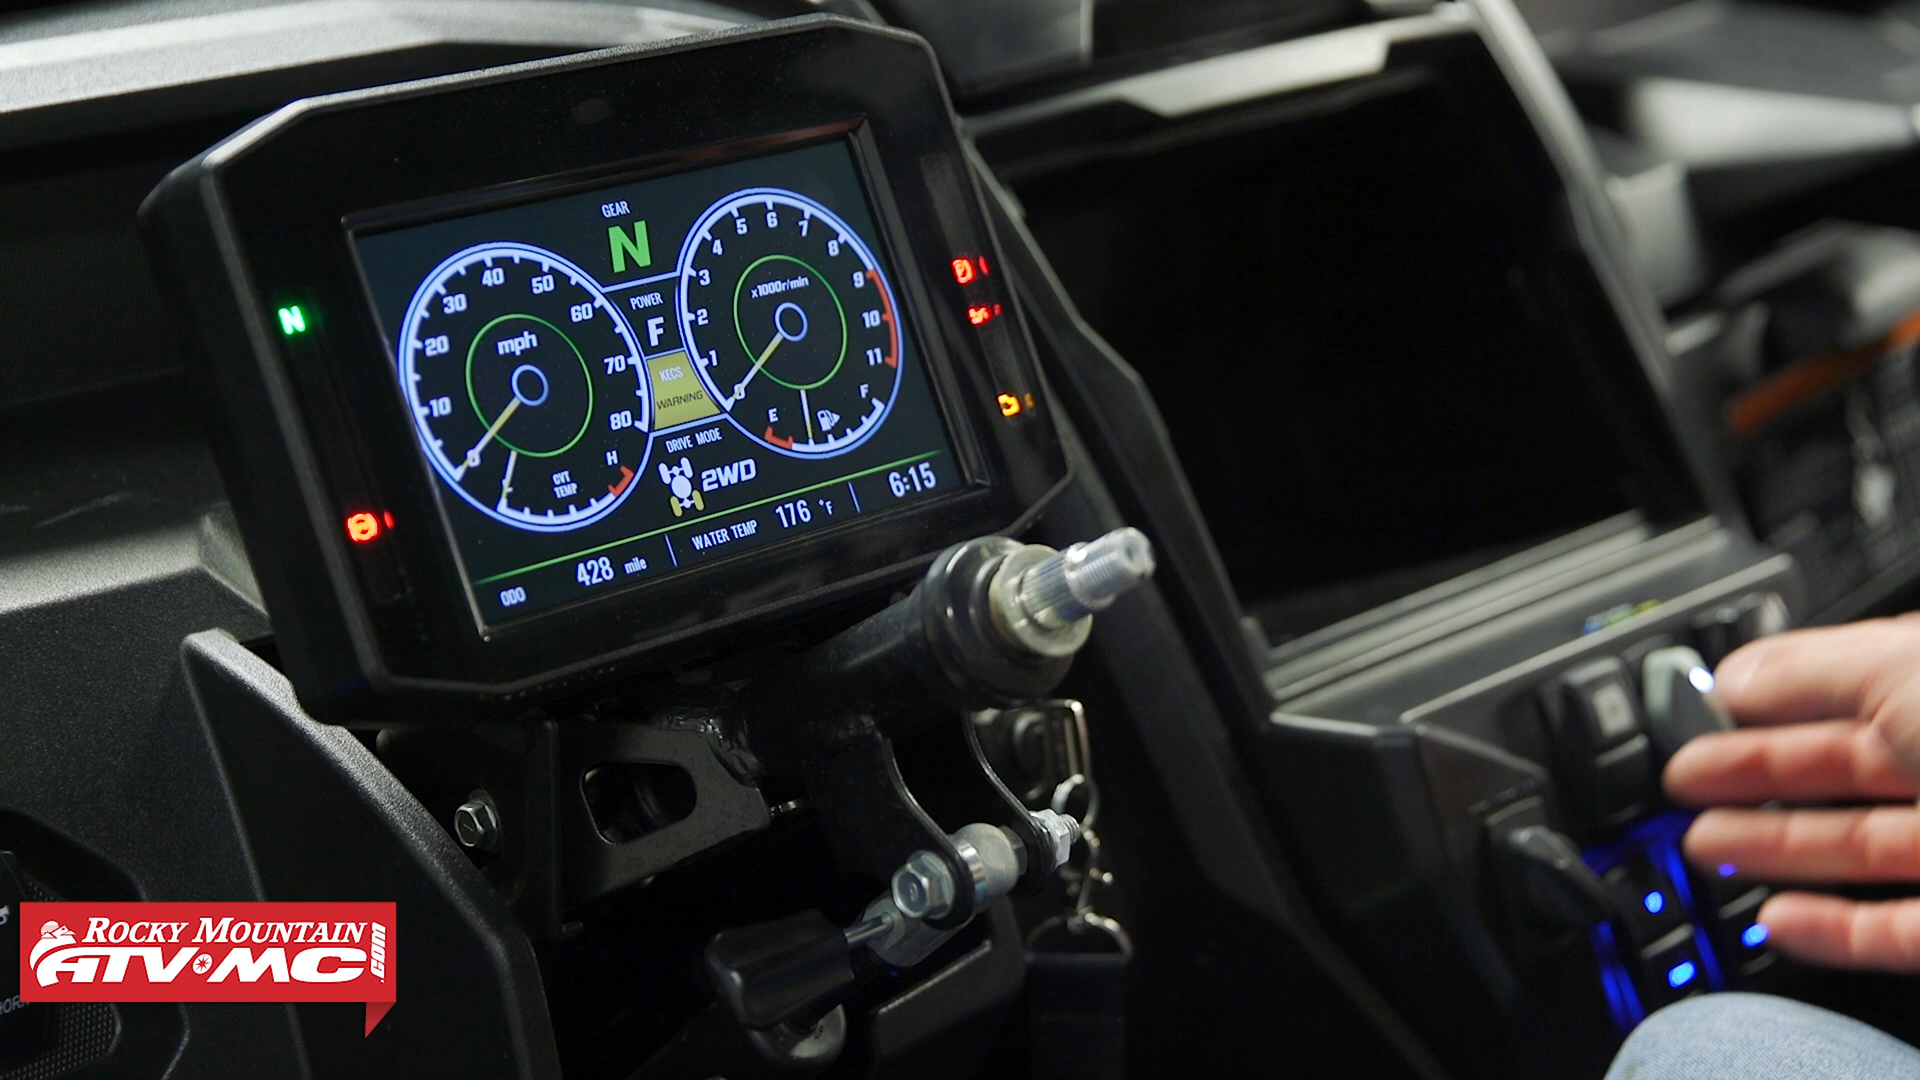 GEAR
N
N
POWER
F
KECS
WARNING
DRIVE MODE
2WD
mph
10
20
30
40
50
60
70
80
CVT
TEMP
H
x1000r/min
0
1
2
3
4
5
6
7
8
9
10
11
E
F
ODO
428 mile
WATER TEMP
176 °F
6:15
ROCKY MOUNTAIN
ATV•MC
.COM
HORN